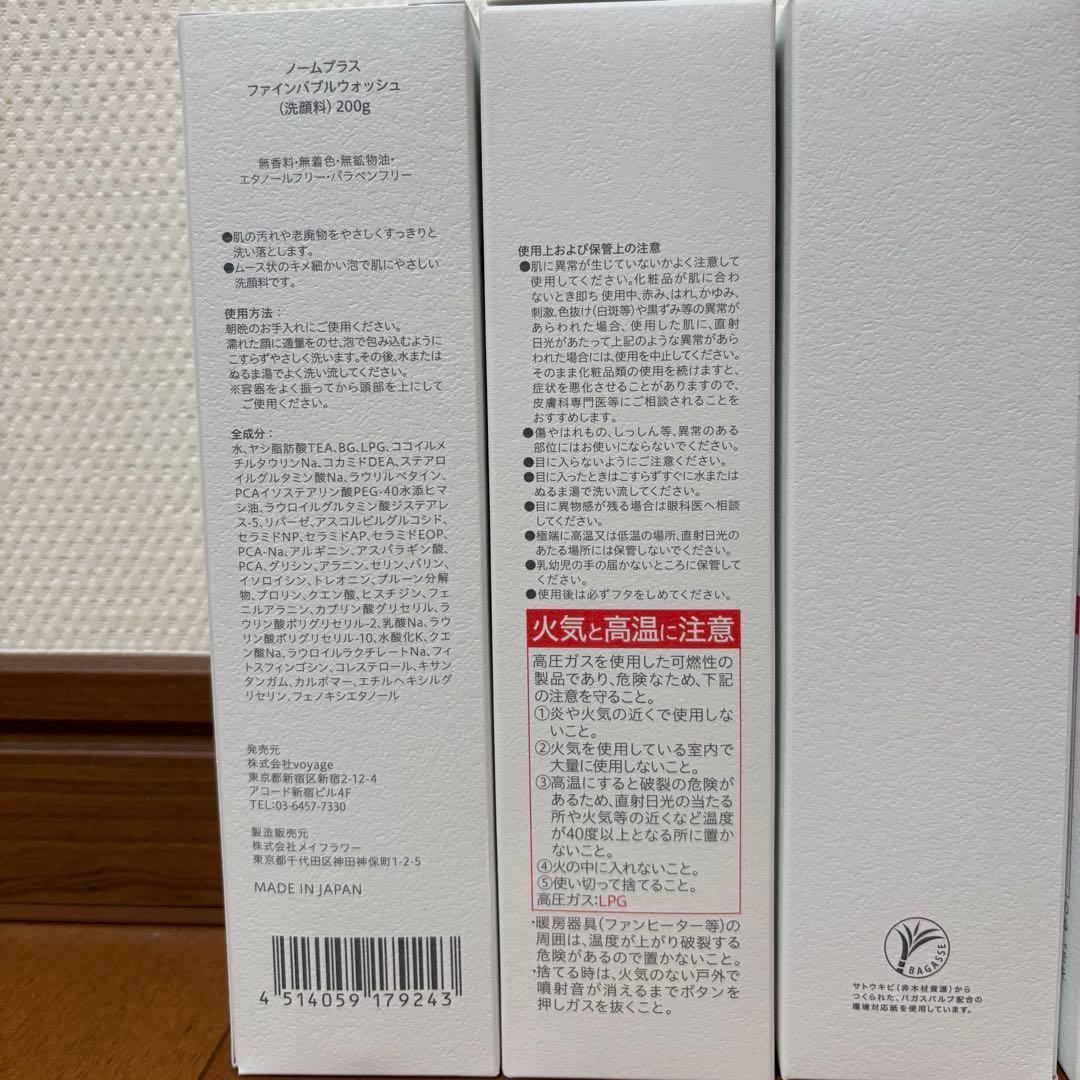 ノームプラス
ファインバブルウォッシュ
(洗顔料) 200g
無香料・無着色・無鉱物油・
エタノールフリー・パラベンフリー
●肌の汚れや老廃物をやさしくすっきりと
洗い落とします。
●ムース状のキメ細かい泡で肌にやさしい
洗顔料です。
使用方法：
朝晩のお手入れにご使用ください。
濡れた顔に適量をのせ、泡で包み込むように
こすらずやさしく洗います。その後、水または
ぬるま湯でよく洗い流してください。
※容器をよく振ってから頭部を上にして
ご使用ください。
全成分：
水、ヤシ脂肪酸TEA、BG、LPG、ココイルメ
チルタウリンNa、コカミドDEA、ステアロ
イルグルタミン酸Na、ラウリルベタイン、
PCAイソステアリン酸PEG-40水添ヒマ
シ油、ラウロイルグルタミン酸ジステアレ
ス-5、リパーゼ、アスコルビルグルコシド、
セラミドNP、セラミドAP、セラミドEOP、
PCA-Na、アルギニン、アスパラギン酸、
PCA、グリシン、アラニン、セリン、バリン、
イソロイシン、トレオニン、プルーン分解
物、プロリン、クエン酸、ヒスチジン、フェ
ニルアラニン、カプリン酸グリセリル、ラ
ウリン酸ポリグリセリル-2、乳酸Na、ラウ
リン酸ポリグリセリル-10、水酸化K、クエ
ン酸Na、ラウロイルラクチレートNa、フィ
トスフィンゴシン、コレステロール、キサン
タンガム、カルボマー、エチルヘキシルグ
リセリン、フェノキシエタノール
発売元
株式会社voyage
東京都新宿区新宿2-12-4
アコード新宿ビル4F
TEL:03-6457-7330
製造販売元
株式会社メイフラワー
東京都千代田区神田神保町1-2-5
MADE IN JAPAN
4 514059 179243
使用上および保管上の注意
●肌に異常が生じていないかよく注意して
使用してください。化粧品が肌に合わ
ないとき即ち 使用中、赤み、はれ、かゆみ、
刺激、色抜け(白斑等)や黒ずみ等の異常が
あらわれた場合、使用した肌に、直射
日光があたって上記のような異常があら
われた場合には、使用を中止してください。
そのまま化粧品類の使用を続けますと、
症状を悪化させることがありますので、
皮膚科専門医等にご相談されることを
おすすめします。
●傷やはれもの、しっしん等、異常のある
部位にはお使いにならないでください。
●目に入らないようにご注意ください。
●目に入ったときはこすらずすぐに水または
ぬるま湯で洗い流してください。
●目に異物感が残る場合は眼科医へ相談
してください。
●極端に高温又は低温の場所、直射日光の
あたる場所には保管しないでください。
●乳幼児の手の届かないところに保管して
ください。
●使用後は必ずフタをしめてください。
火気と高温に注意
高圧ガスを使用した可燃性の
製品であり、危険なため、下記
の注意を守ること。
①炎や火気の近くで使用しな
いこと。
②火気を使用している室内で
大量に使用しないこと。
③高温にすると破裂の危険が
あるため、直射日光の当たる
所や火気等の近くなど温度
が40度以上となる所に置か
ないこと。
④火の中に入れないこと。
⑤使い切って捨てること。
高圧ガス：LPG
・暖房器具(ファンヒーター等)の
周囲は、温度が上がり破裂する
危険があるので置かないこと。
・捨てる時は、火気のない戸外で
噴射音が消えるまでボタンを
押しガスを抜くこと。
BAGASSE
サトウキビ(非木材資源)から
つくられた、バガスパルプ配合の
環境対応紙を使用しています。